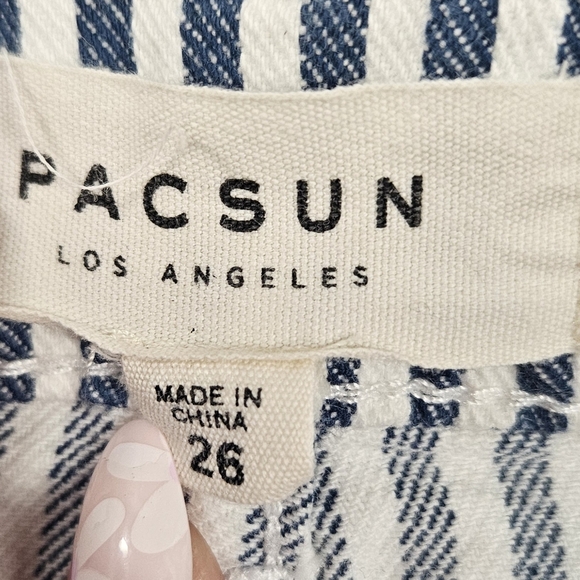 PACSUN
LOS ANGELES
MADE IN
CHINA
26